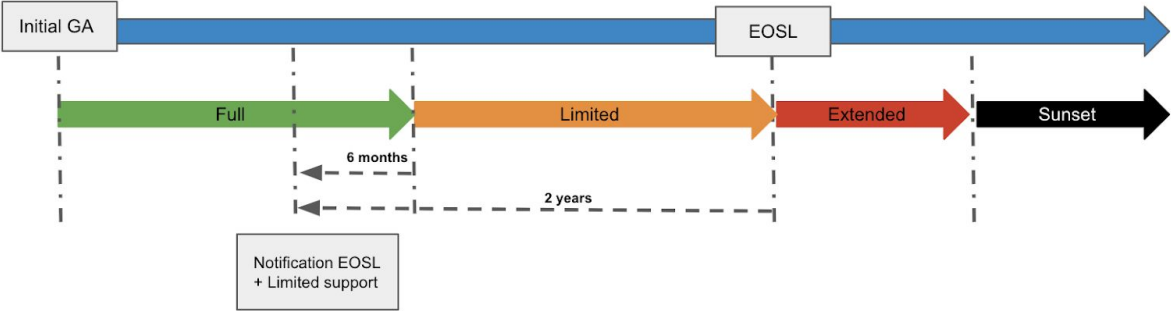 Initial GA
EOSL
Full
Limited
Extended
Sunset
6 months
2 years
Notification EOSL
+ Limited support